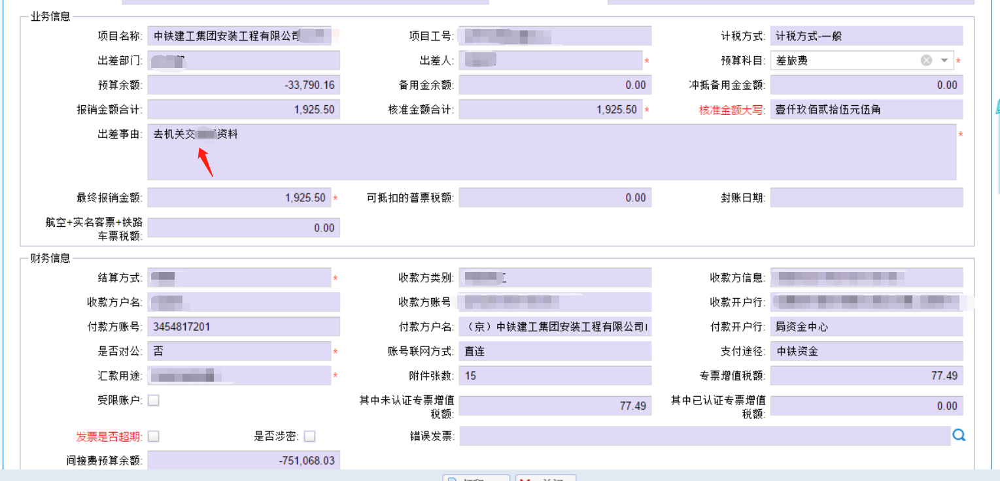 业务信息
项目名称: 中铁建工集团安装工程有限公司 项目工号: 计税方式: 计税方式-一般
出差部门: 出差人: * 预算科目: 差旅费 *
预算余额: -33,790.16 备用金余额: 0.00 冲抵备用金金额: 0.00
报销金额合计: 1,925.50 核准金额合计: 1,925.50 * 核准金额大写: 壹仟玖佰贰拾伍元伍角
出差事由: 去机关交 资料 *
最终报销金额: 1,925.50 * 可抵扣的普票税额: 0.00 封账日期:
航空+实名客票+铁路
车票税额: 0.00
财务信息
结算方式: * 收款方类别: 收款方信息:
收款方户名: 收款方账号 收款开户行:
付款方账号: 3454817201 付款方户名: （京）中铁建工集团安装工程有限公司 付款开户行: 局资金中心
是否对公: 否 * 账号联网方式: 直连 支付途径: 中铁资金
汇款用途: * 附件张数: 15 专票增值税额: 77.49
受限账户: 其中未认证专票增值
税额: 77.49 其中已认证专票增值
税额: 0.00
发票是否超期: 是否涉密: 错误发票:
间接费预算余额: -751,068.03